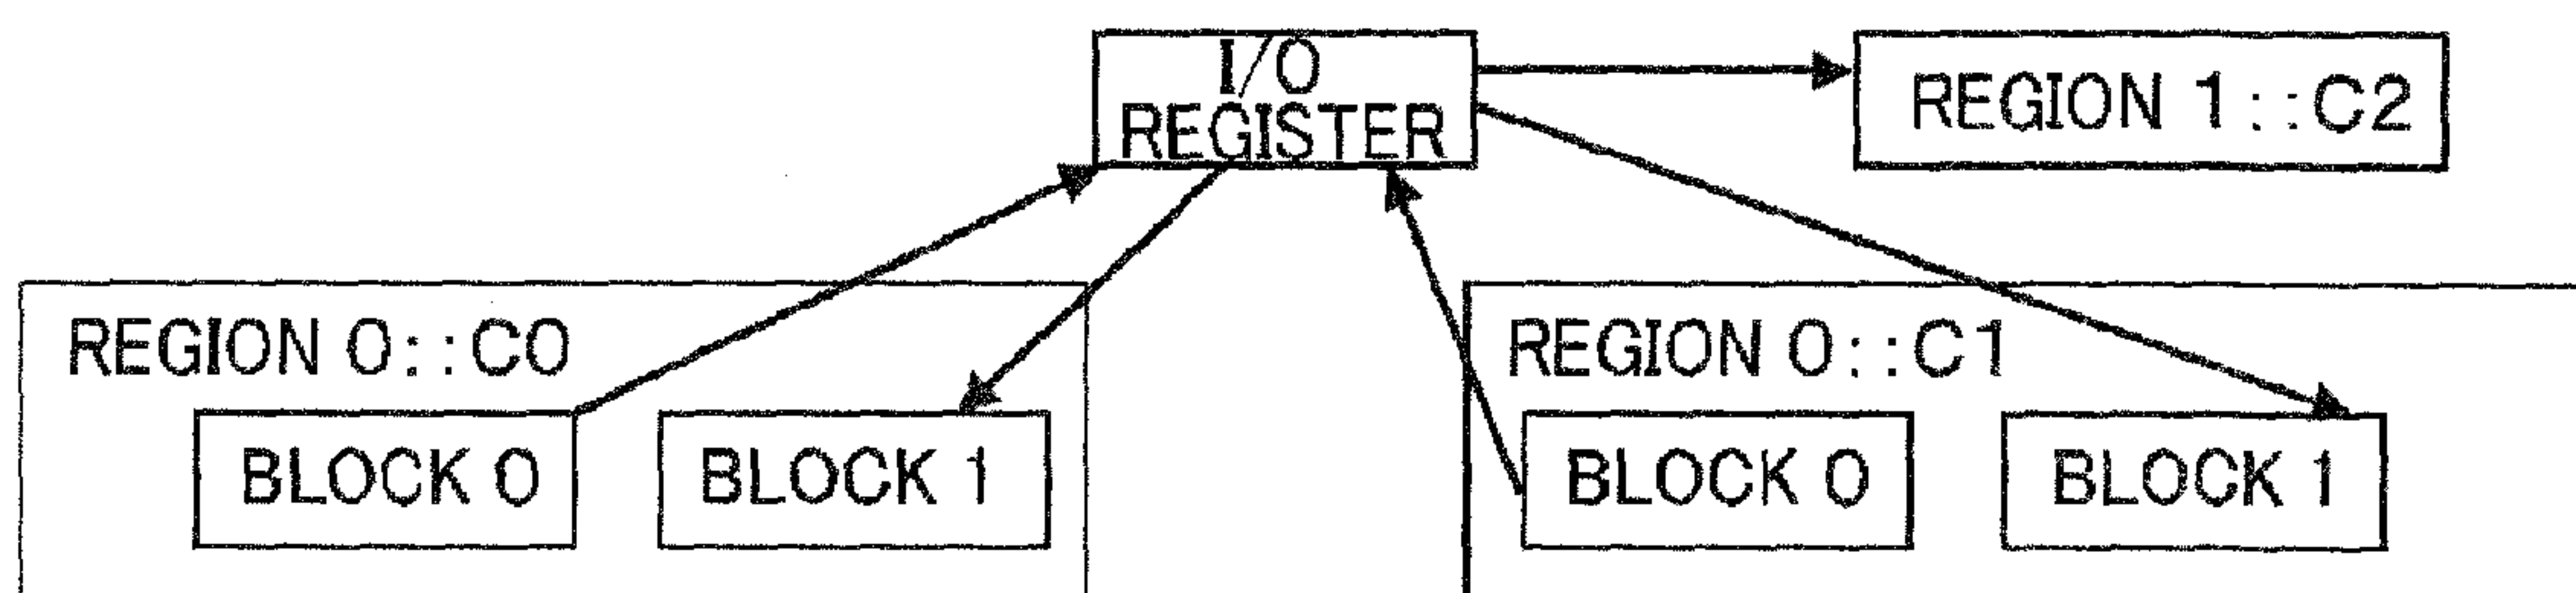 I/O
REGISTER
REGION 1::C2
REGION 0::C0
REGION 0::C1
BLOCK 0
BLOCK 1
BLOCK 0
BLOCK 1